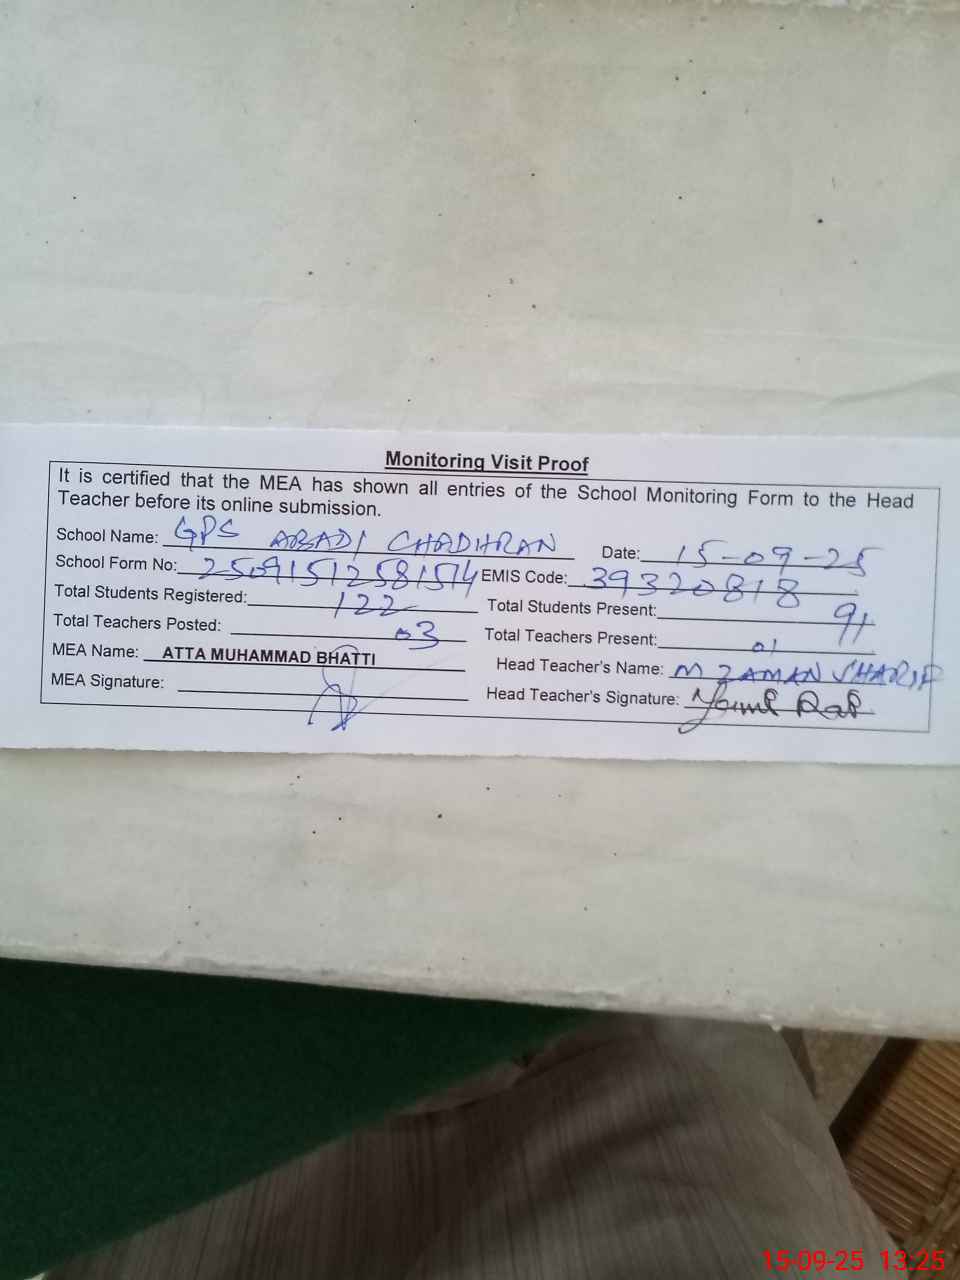 Monitoring Visit Proof
It is certified that the MEA has shown all entries of the School Monitoring Form to the Head
Teacher before its online submission.
School Name: GPS ABADI CHADHRAN Date: 15-09-25
School Form No: 25091512581514 EMIS Code: 39320818
Total Students Registered: 122 Total Students Present: 91
Total Teachers Posted: 03 Total Teachers Present: 01
MEA Name: ATTA MUHAMMAD BHATTI Head Teacher's Name: M ZAMAN SHARIF
MEA Signature: Head Teacher's Signature:
15-09-25 13:25